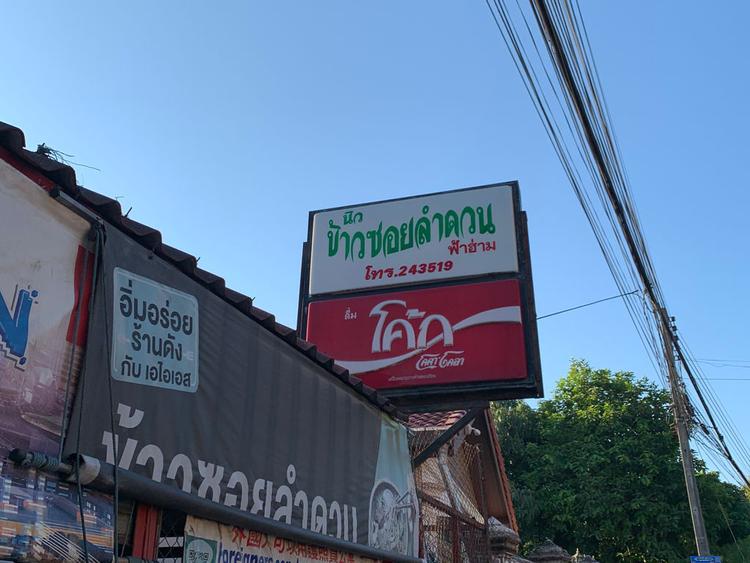 นิว
ข้าวซอยลำดวน
ฟ้าฮ่าม
โทร.243519
ดื่ม
โค้ก
โคคา โคลา
อิ่มอร่อย
ร้านดัง
กับ เอไอเอส
ข้าวซอยลำดวน
foreigners